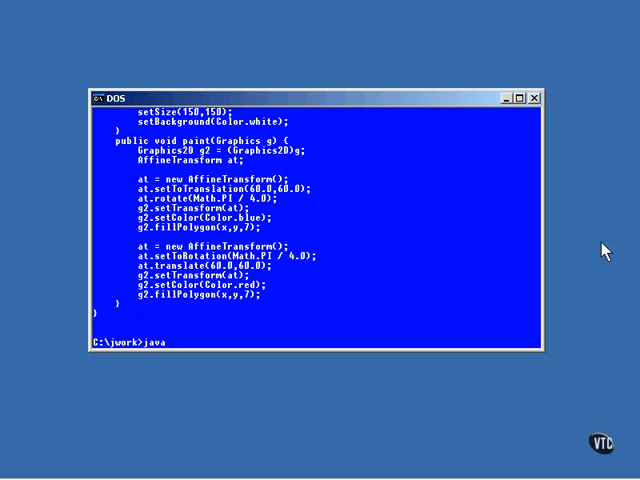 DOS
setSize(150,150);
setBackground(Color.white);
}
public void paint(Graphics g) {
Graphics2D g2 = (Graphics2D)g;
AffineTransform at;
at = new AffineTransform();
at.setToTranslation(60.0,60.0);
at.rotate(Math.PI / 4.0);
g2.setTransform(at);
g2.setColor(Color.blue);
g2.fillPolygon(x,y,7);
at = new AffineTransform();
at.setToRotation(Math.PI / 4.0);
at.translate(60.0,60.0);
g2.setTransform(at);
g2.setColor(Color.red);
g2.fillPolygon(x,y,7);
}
}
C:\jwork>java
VTC